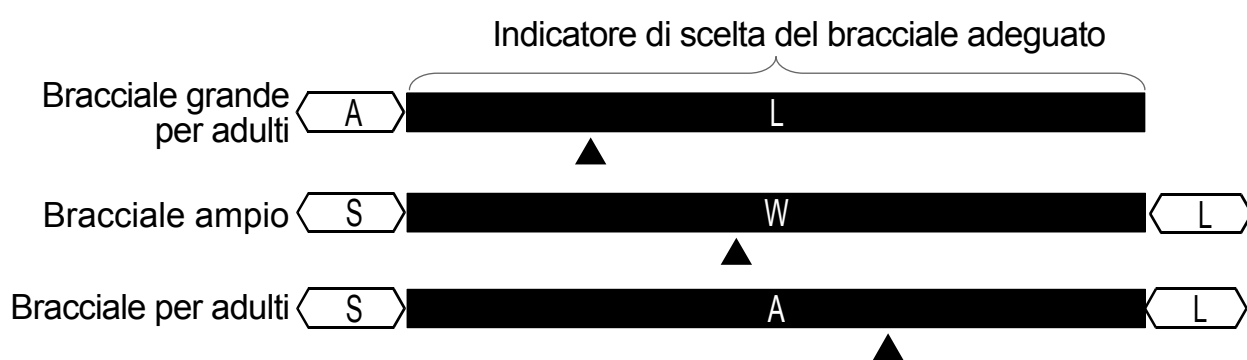 Indicatore di scelta del bracciale adeguato
Bracciale grande
per adulti
A
L
Bracciale ampio
S
W
L
Bracciale per adulti
S
A
L